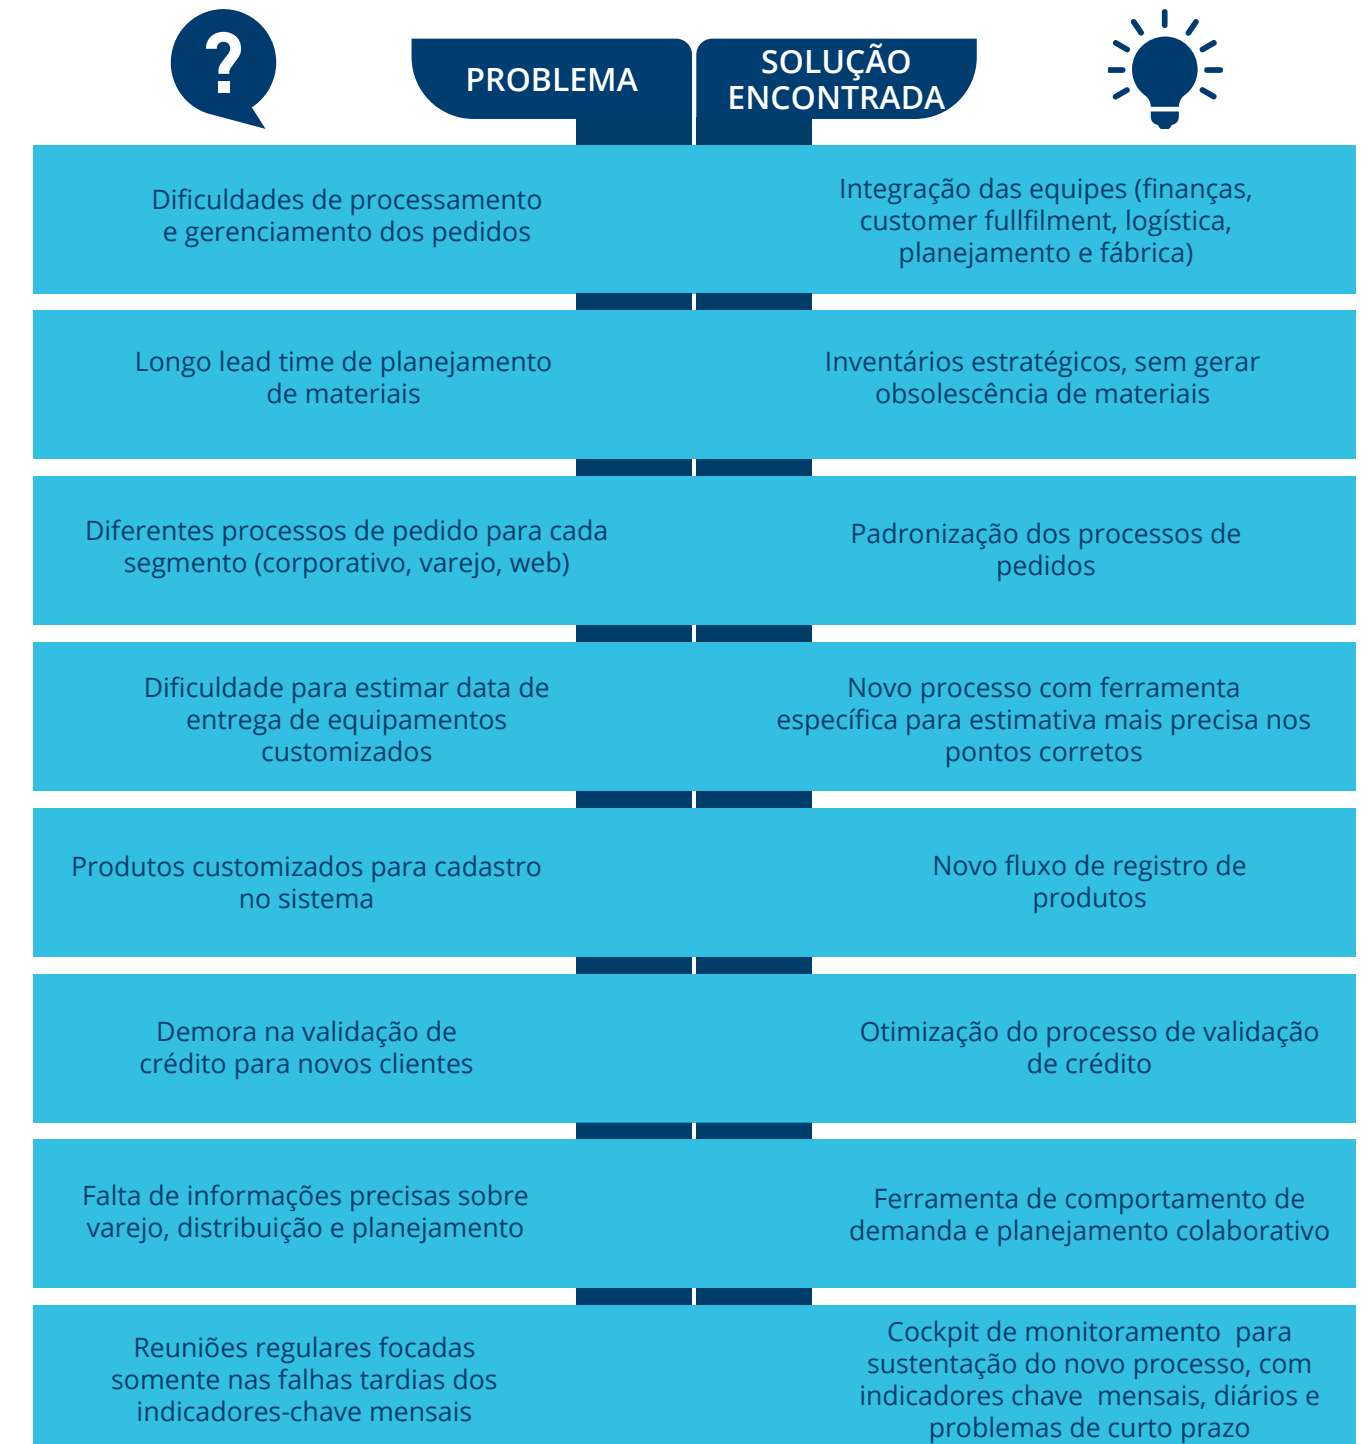 ?
PROBLEMA
SOLUÇÃO
ENCONTRADA
Dificuldades de processamento
e gerenciamento dos pedidos
Integração das equipes (finanças,
customer fullfilment, logística,
planejamento e fábrica)
Longo lead time de planejamento
de materiais
Inventários estratégicos, sem gerar
obsolescência de materiais
Diferentes processos de pedido para cada
segmento (corporativo, varejo, web)
Padronização dos processos de
pedidos
Dificuldade para estimar data de
entrega de equipamentos
customizados
Novo processo com ferramenta
específica para estimativa mais precisa nos
pontos corretos
Produtos customizados para cadastro
no sistema
Novo fluxo de registro de
produtos
Demora na validação de
crédito para novos clientes
Otimização do processo de validação
de crédito
Falta de informações precisas sobre
varejo, distribuição e planejamento
Ferramenta de comportamento de
demanda e planejamento colaborativo
Reuniões regulares focadas
somente nas falhas tardias dos
indicadores-chave mensais
Cockpit de monitoramento para
sustentação do novo processo, com
indicadores chave mensais, diários e
problemas de curto prazo